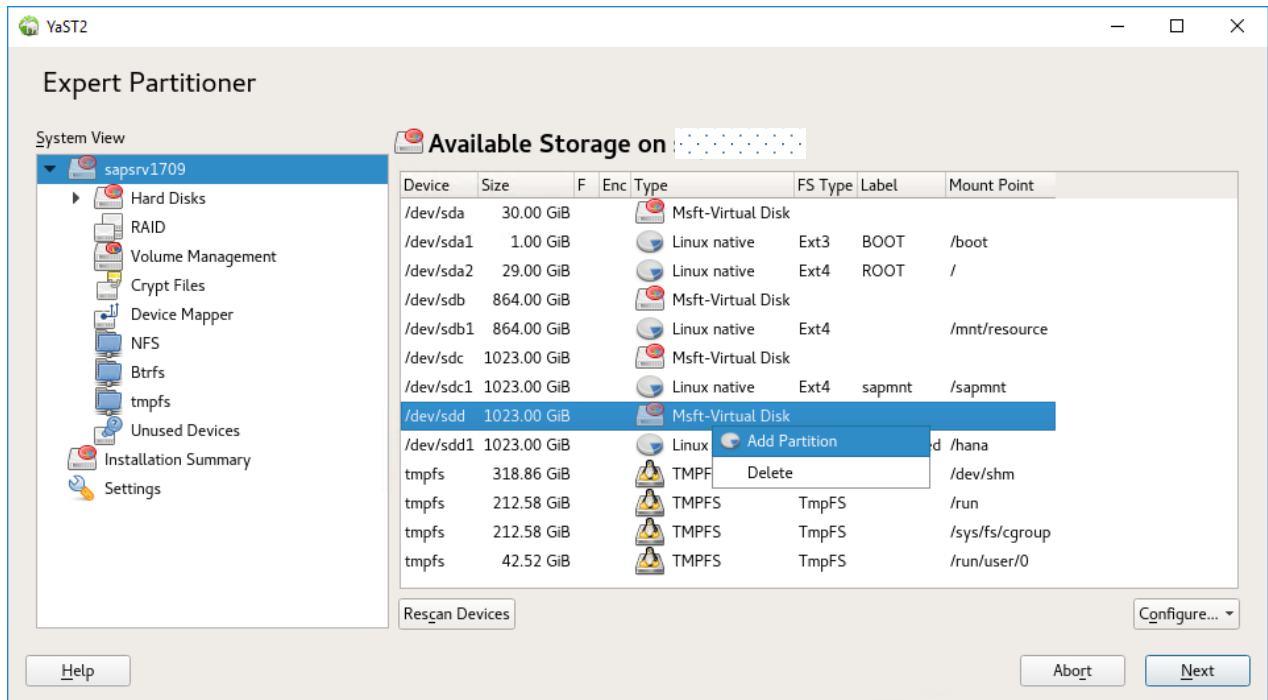 YaST2
Expert Partitioner
System View
sapsrv1709
Hard Disks
RAID
Volume Management
Crypt Files
Device Mapper
NFS
Btrfs
tmpfs
Unused Devices
Installation Summary
Settings
Available Storage on
Device Size F Enc Type FS Type Label Mount Point
/dev/sda 30.00 GiB Msft-Virtual Disk
/dev/sda1 1.00 GiB Linux native Ext3 BOOT /boot
/dev/sda2 29.00 GiB Linux native Ext4 ROOT /
/dev/sdb 864.00 GiB Msft-Virtual Disk
/dev/sdb1 864.00 GiB Linux native Ext4 /mnt/resource
/dev/sdc 1023.00 GiB Msft-Virtual Disk
/dev/sdc1 1023.00 GiB Linux native Ext4 sapmnt /sapmnt
/dev/sdd 1023.00 GiB Msft-Virtual Disk
/dev/sdd1 1023.00 GiB Linux /hana
Add Partition
Delete
tmpfs 318.86 GiB /dev/shm
tmpfs 212.58 GiB TMPFS TmpFS /run
tmpfs 212.58 GiB TMPFS TmpFS /sys/fs/cgroup
tmpfs 42.52 GiB TMPFS TmpFS /run/user/0
Rescan Devices
Configure...
Help
Abort
Next